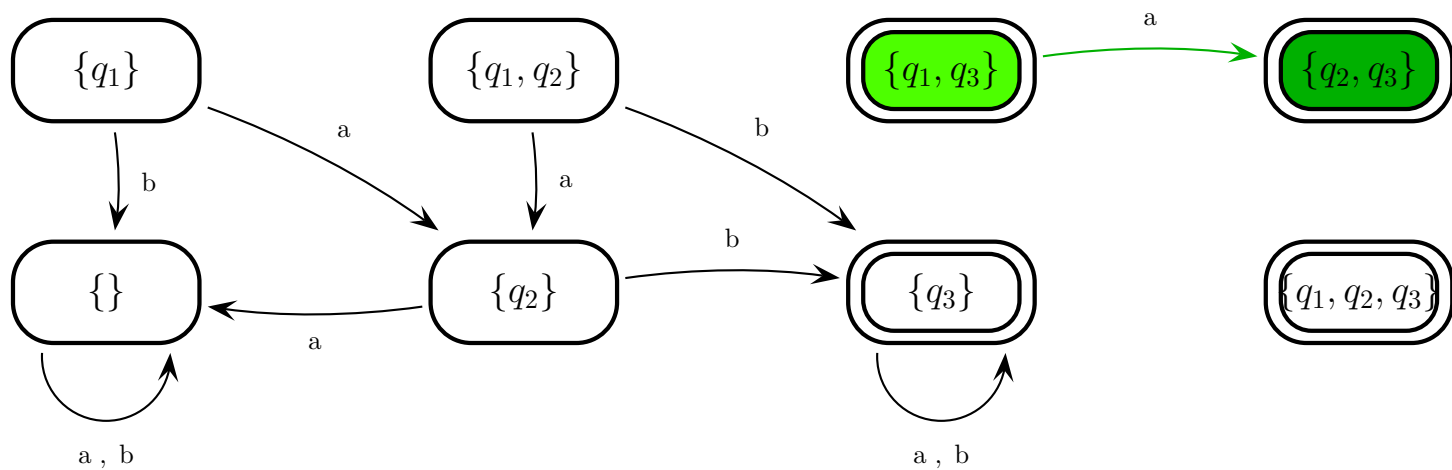 a
{q₁} {q₁, q₂} {q₁, q₃} {q₂, q₃}
a b
b a
b
{} {q₂} {q₃} {q₁, q₂, q₃}
a
a , b a , b